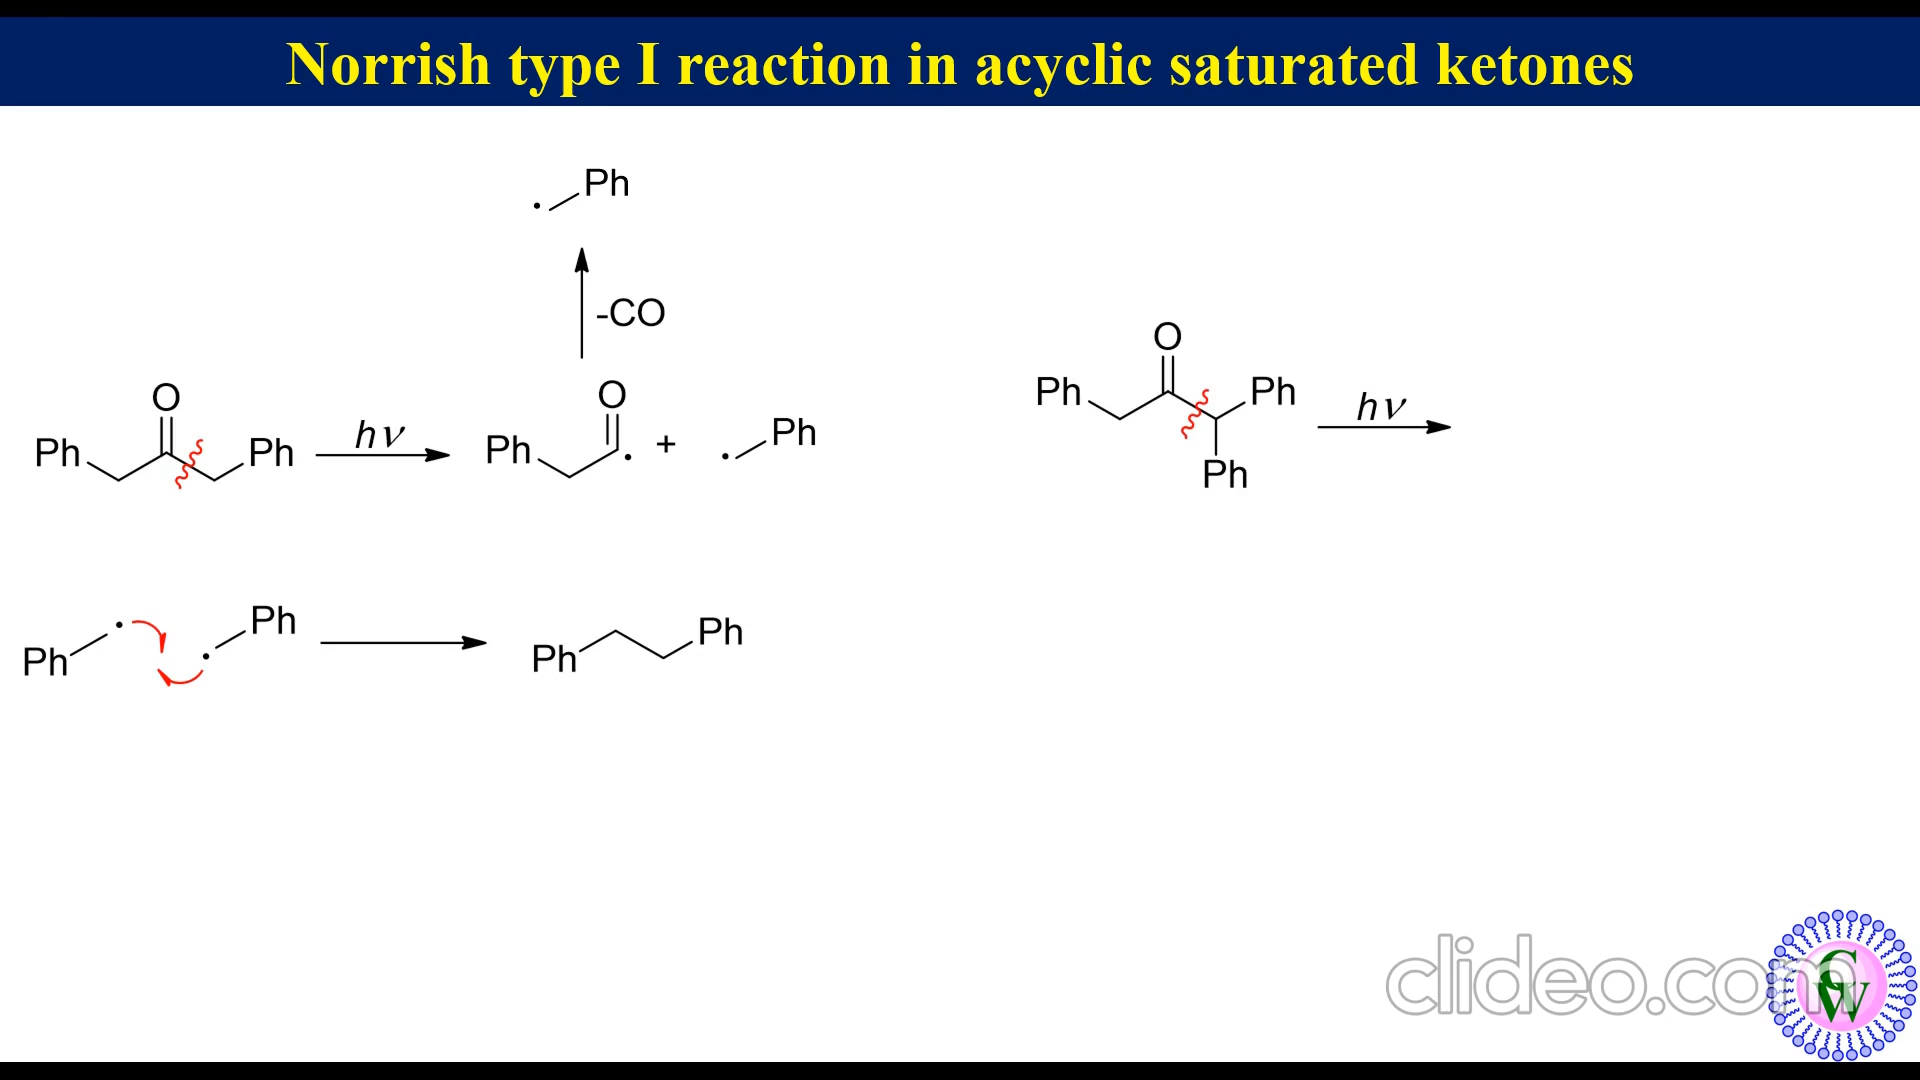 Norrish type I reaction in acyclic saturated ketones
Ph
-CO
O
Ph
Ph
hν
Ph
O
+
Ph
O
Ph
Ph
Ph
hν
Ph
Ph
Ph
Ph
clideo.com
CW